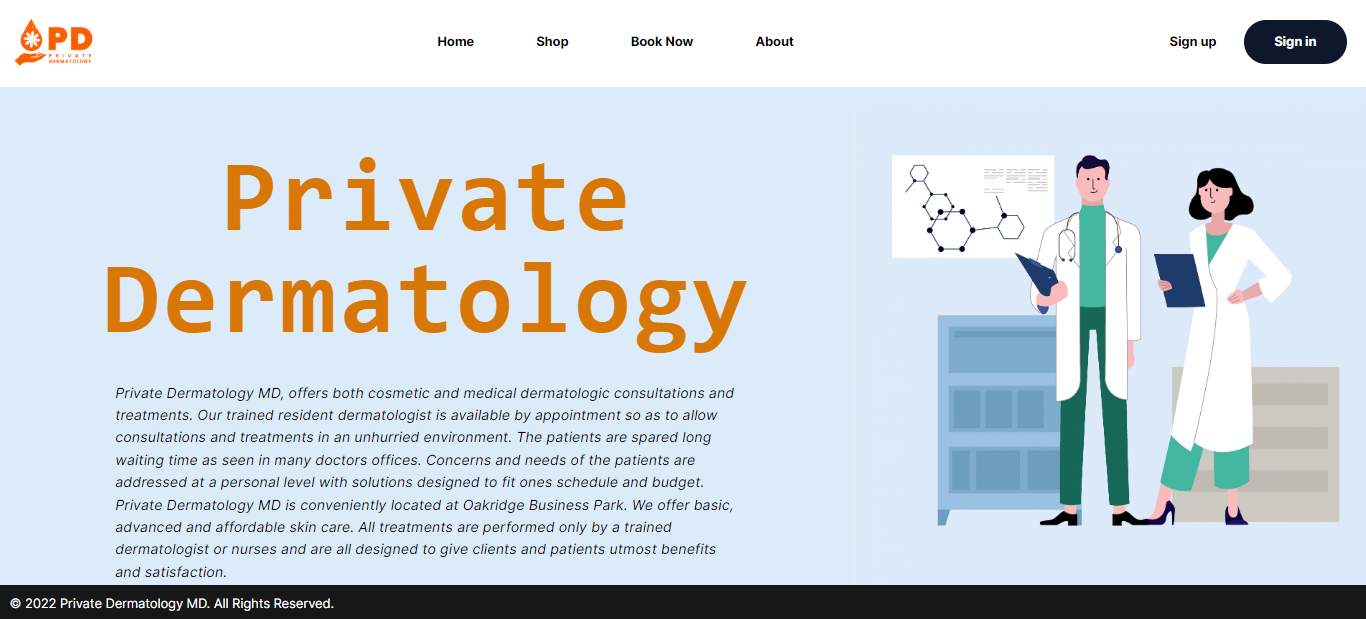 PD
PRIVATE
DERMATOLOGY
Home
Shop
Book Now
About
Sign up
Sign in
Private
Dermatology
Private Dermatology MD, offers both cosmetic and medical dermatologic consultations and
treatments. Our trained resident dermatologist is available by appointment so as to allow
consultations and treatments in an unhurried environment. The patients are spared long
waiting time as seen in many doctors offices. Concerns and needs of the patients are
addressed at a personal level with solutions designed to fit ones schedule and budget.
Private Dermatology MD is conveniently located at Oakridge Business Park. We offer basic,
advanced and affordable skin care. All treatments are performed only by a trained
dermatologist or nurses and are all designed to give clients and patients utmost benefits
and satisfaction.
© 2022 Private Dermatology MD. All Rights Reserved.